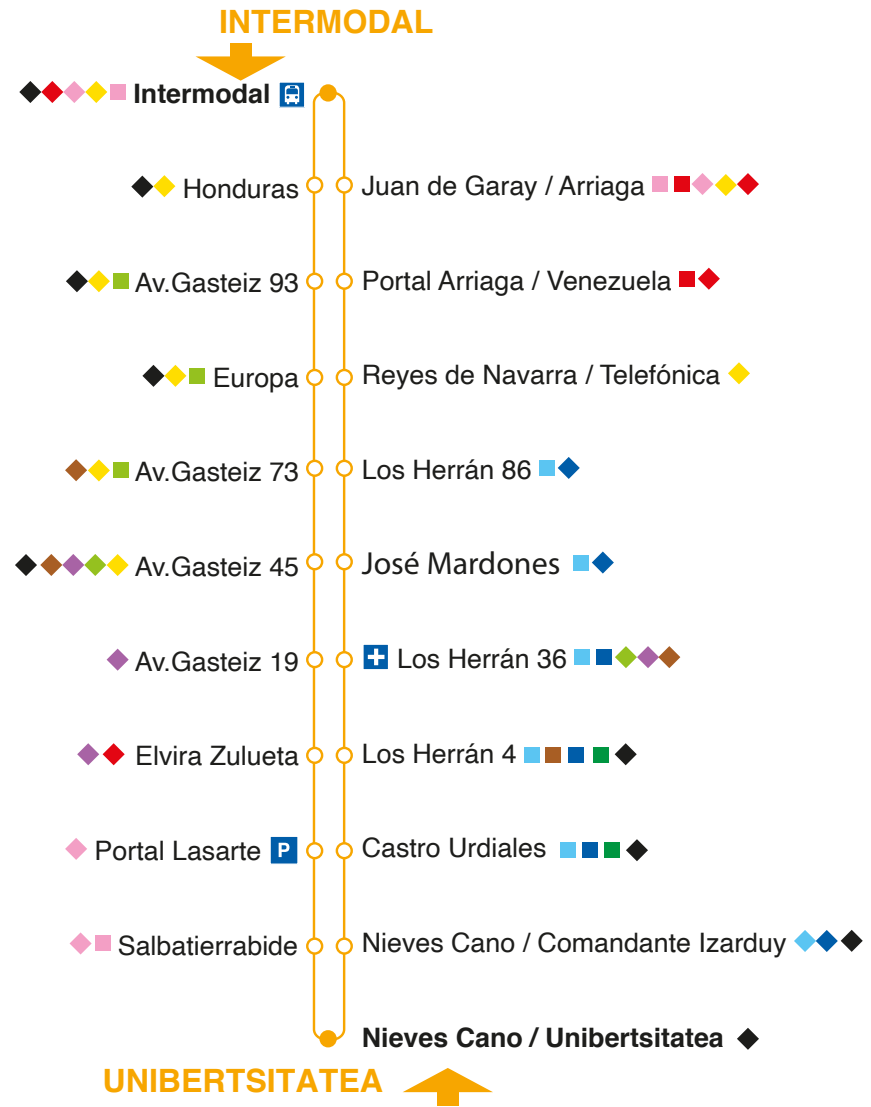 INTERMODAL
Intermodal
Honduras
Juan de Garay / Arriaga
Av.Gasteiz 93
Portal Arriaga / Venezuela
Europa
Reyes de Navarra / Telefónica
Av.Gasteiz 73
Los Herrán 86
Av.Gasteiz 45
José Mardones
Av.Gasteiz 19
Los Herrán 36
Elvira Zulueta
Los Herrán 4
Portal Lasarte P
Castro Urdiales
Salbatierrabide
Nieves Cano / Comandante Izarduy
Nieves Cano / Unibertsitatea
UNIBERTSITATEA